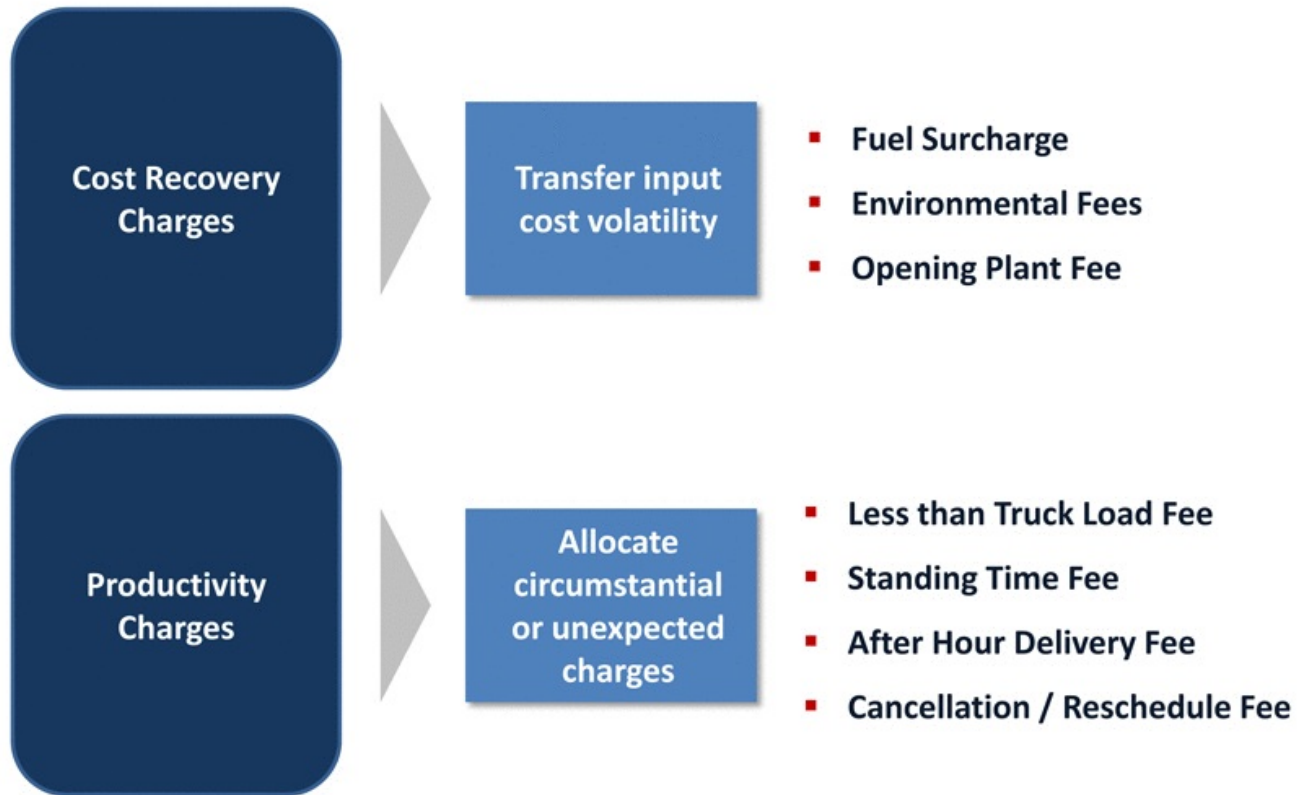 Cost Recovery
Charges
Transfer input
cost volatility
Fuel Surcharge
Environmental Fees
Opening Plant Fee
Productivity
Charges
Allocate
circumstantial
or unexpected
charges
Less than Truck Load Fee
Standing Time Fee
After Hour Delivery Fee
Cancellation / Reschedule Fee